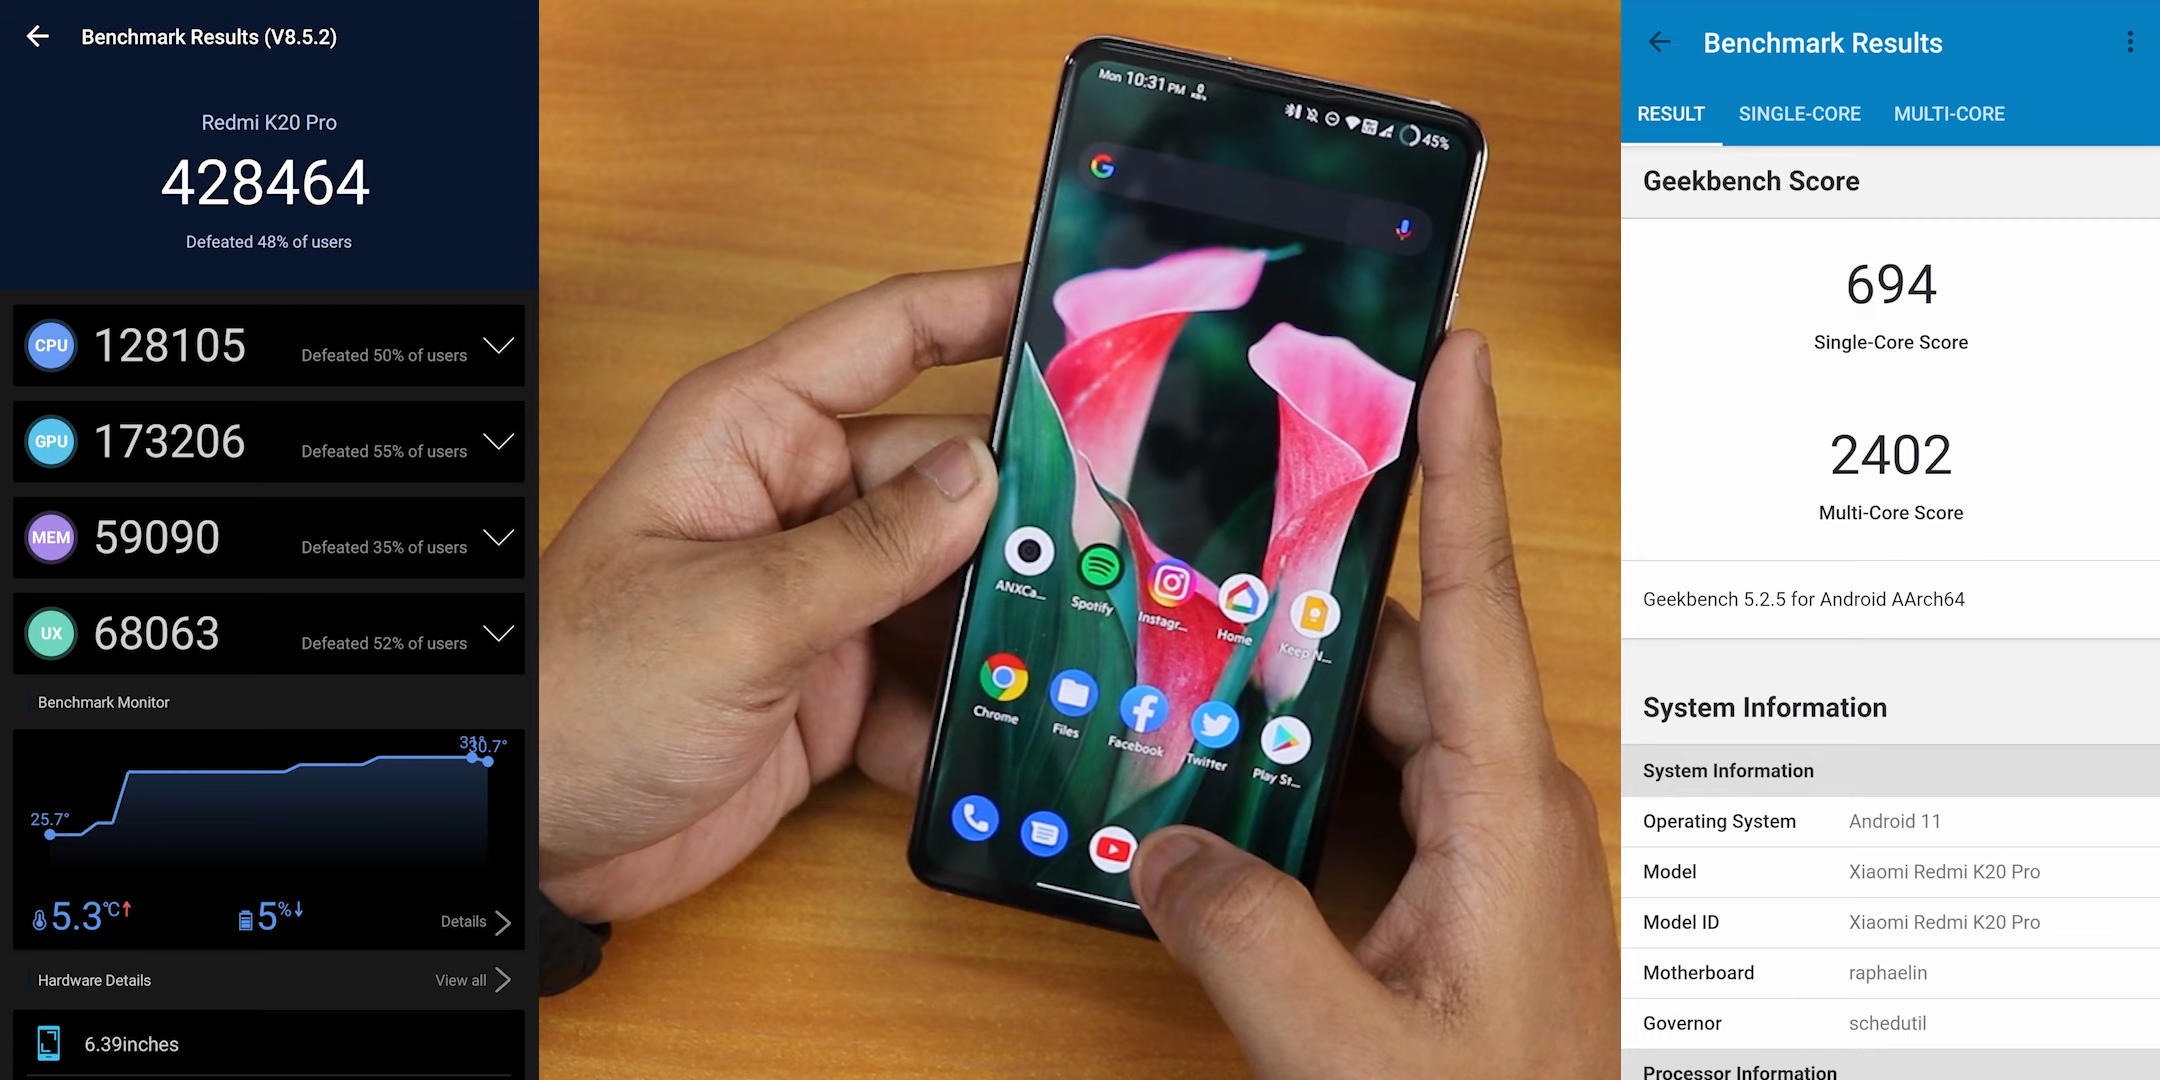 Benchmark Results (V8.5.2)
Redmi K20 Pro
428464
Defeated 48% of users
CPU 128105 Defeated 50% of users
GPU 173206 Defeated 55% of users
MEM 59090 Defeated 35% of users
UX 68063 Defeated 52% of users
Benchmark Monitor
25.7° 31° 30.7°
5.3°C↑ 5%↓ Details
Hardware Details View all
6.39inches
Mon 10:31 PM 0 KB/s 45%
ANXCa... Spotify Instagr... Home Keep N...
Chrome Files Facebook Twitter Play St...
Benchmark Results
RESULT SINGLE-CORE MULTI-CORE
Geekbench Score
694
Single-Core Score
2402
Multi-Core Score
Geekbench 5.2.5 for Android AArch64
System Information
System Information
Operating System Android 11
Model Xiaomi Redmi K20 Pro
Model ID Xiaomi Redmi K20 Pro
Motherboard raphaelin
Governor schedutil
Processor Information